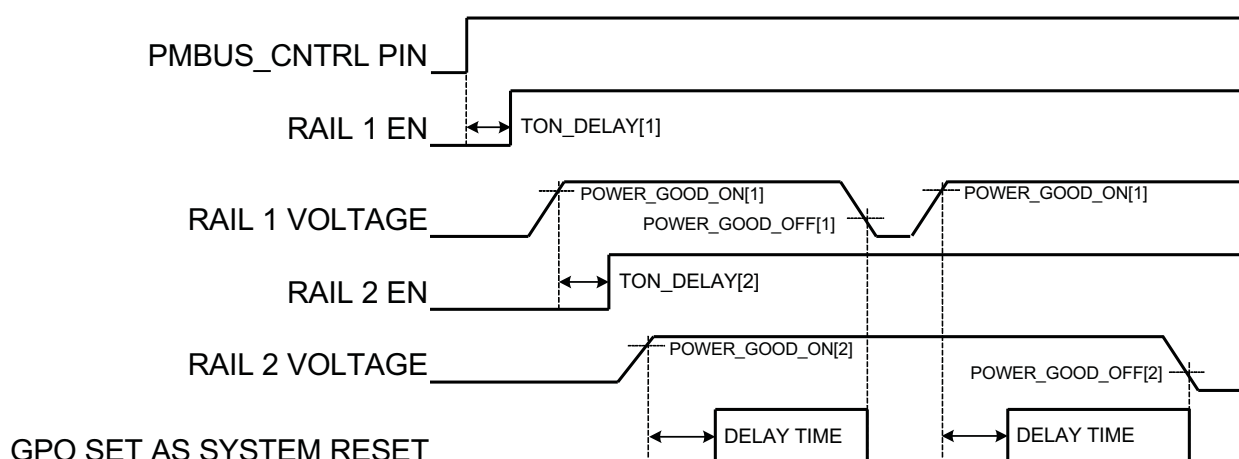 PMBUS_CNTRL PIN
RAIL 1 EN
TON_DELAY[1]
RAIL 1 VOLTAGE
POWER_GOOD_ON[1]
POWER_GOOD_OFF[1]
POWER_GOOD_ON[1]
RAIL 2 EN
TON_DELAY[2]
RAIL 2 VOLTAGE
POWER_GOOD_ON[2]
POWER_GOOD_OFF[2]
GPO SET AS SYSTEM RESET
DELAY TIME
DELAY TIME